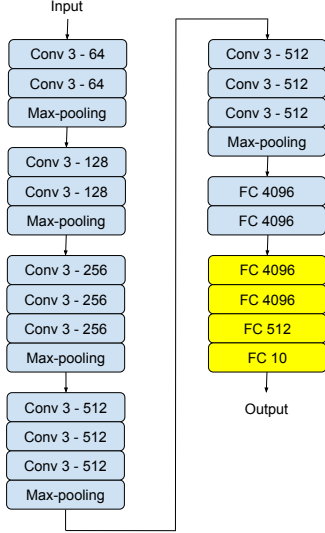 Input
Conv 3 - 64
Conv 3 - 64
Max-pooling
Conv 3 - 128
Conv 3 - 128
Max-pooling
Conv 3 - 256
Conv 3 - 256
Conv 3 - 256
Max-pooling
Conv 3 - 512
Conv 3 - 512
Conv 3 - 512
Max-pooling
Conv 3 - 512
Conv 3 - 512
Conv 3 - 512
Max-pooling
FC 4096
FC 4096
FC 4096
FC 4096
FC 512
FC 10
Output